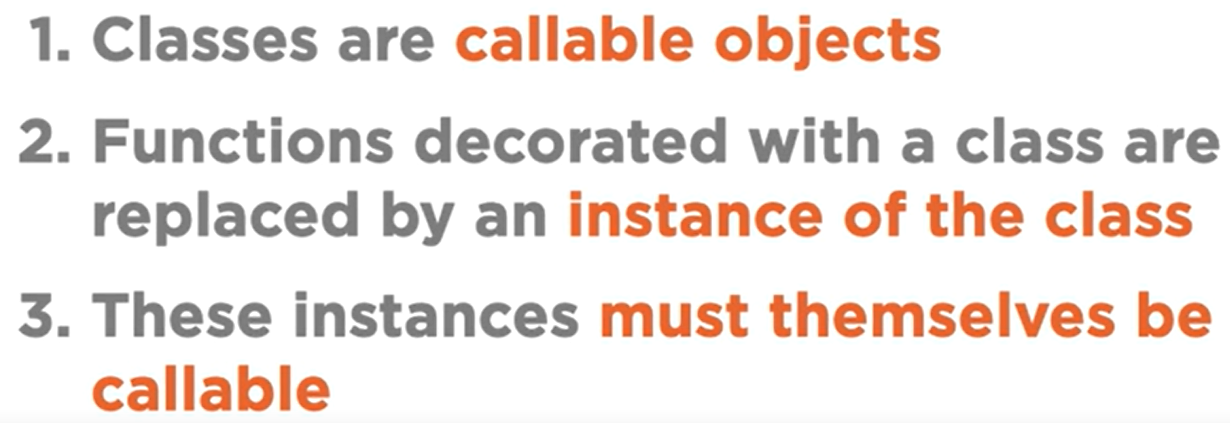 1. Classes are callable objects
2. Functions decorated with a class are
replaced by an instance of the class
3. These instances must themselves be
callable